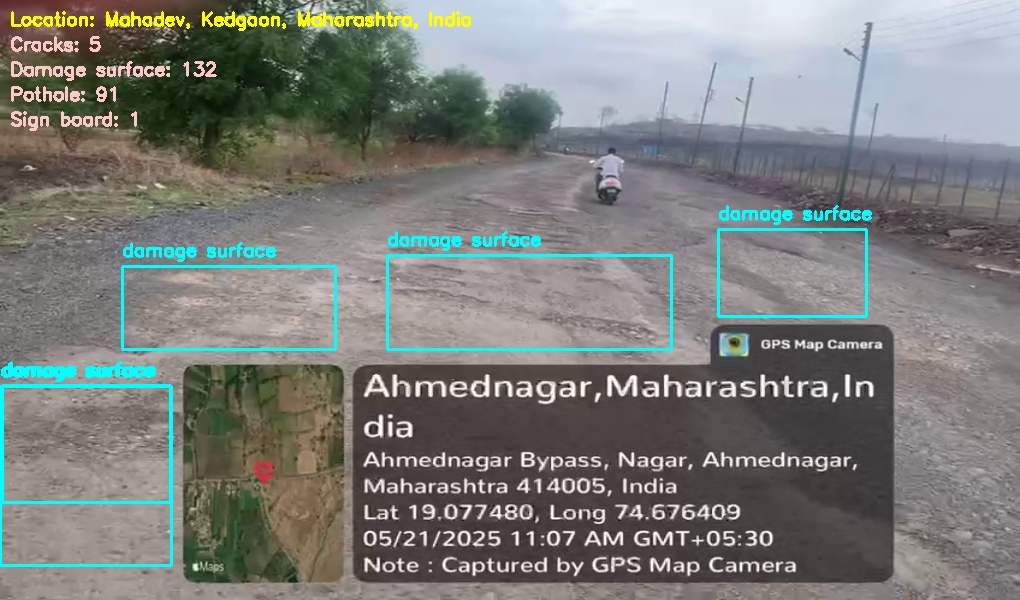 Location: Mahadev, Kedgaon, Maharashtra, India
Cracks: 5
Damage surface: 132
Pothole: 91
Sign board: 1
damage surface
damage surface
damage surface
damage surface
GPS Map Camera
Ahmednagar,Maharashtra,In
dia
Ahmednagar Bypass, Nagar, Ahmednagar,
Maharashtra 414005, India
Lat 19.077480, Long 74.676409
05/21/2025 11:07 AM GMT+05:30
Note : Captured by GPS Map Camera
Maps